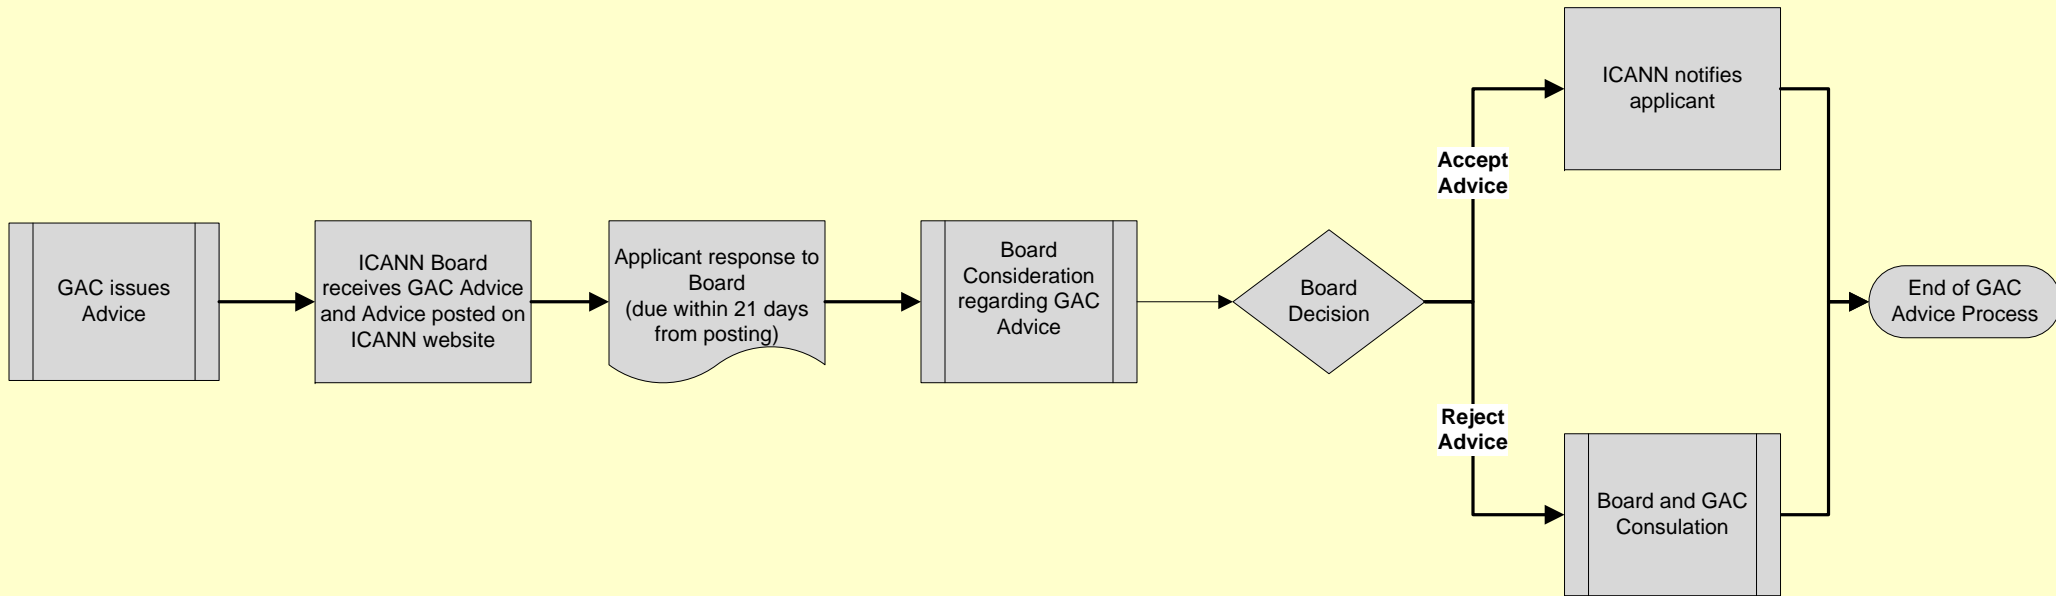 GAC issues
Advice
ICANN Board
receives GAC Advice
and Advice posted on
ICANN website
Applicant response to
Board
(due within 21 days
from posting)
Board
Consideration
regarding GAC
Advice
Board
Decision
Accept
Advice
ICANN notifies
applicant
Reject
Advice
Board and GAC
Consulation
End of GAC
Advice Process